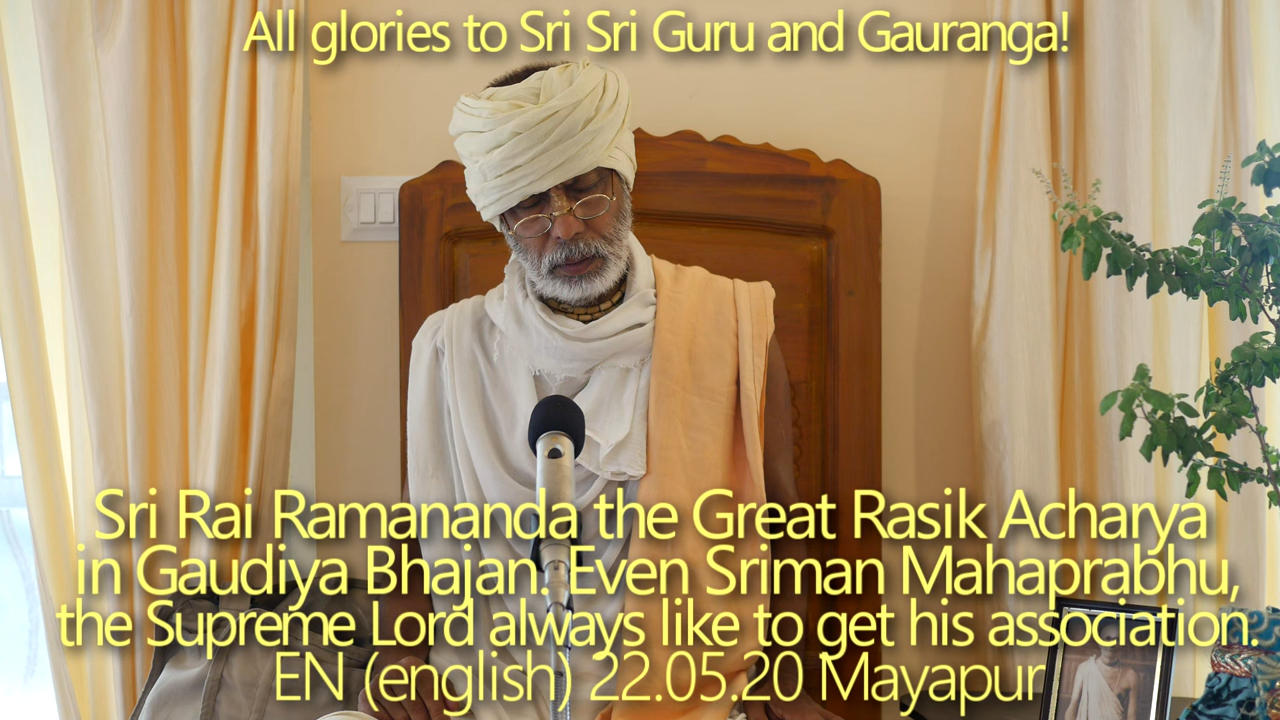 All glories to Sri Sri Guru and Gauranga!
Sri Rai Ramananda the Great Rasik Acharya
in Gaudiya Bhajan. Even Sriman Mahaprabhu,
the Supreme Lord always like to get his association.
EN (english) 22.05.20 Mayapur